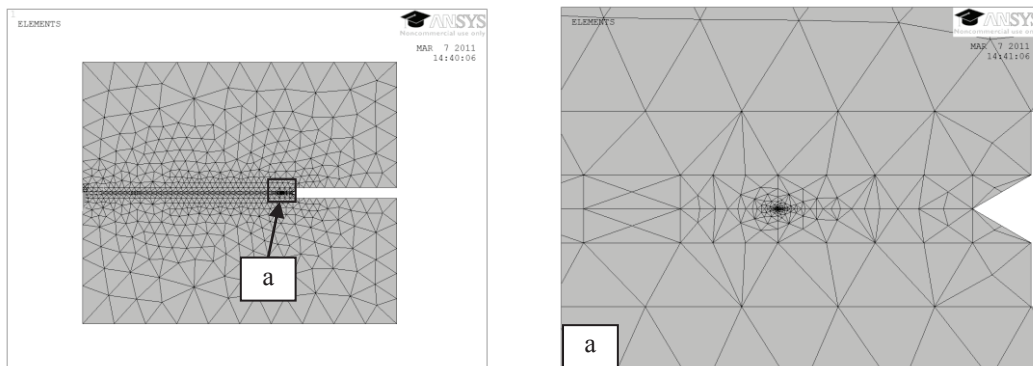 1
ELEMENTS
ANSYS
Noncommercial use only
MAR 7 2011
14:40:06
a
ELEMENTS
ANSYS
Noncommercial use only
MAR 7 2011
14:41:06
a